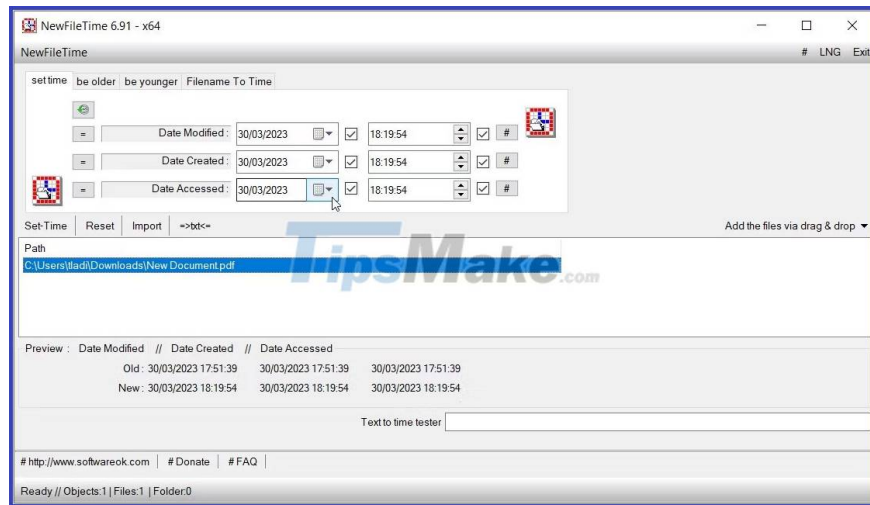 NewFileTime 6.91 - x64
NewFileTime # LNG Exit
set time be older be younger Filename To Time
= Date Modified : 30/03/2023 18:19:54 #
= Date Created : 30/03/2023 18:19:54 #
= Date Accessed : 30/03/2023 18:19:54 #
Set-Time Reset Import =>txt<= Add the files via drag & drop
Path
C:\Users\tladi\Downloads\New Document.pdf
TipsMake.com
Preview : Date Modified // Date Created // Date Accessed
Old : 30/03/2023 17:51:39 30/03/2023 17:51:39 30/03/2023 17:51:39
New : 30/03/2023 18:19:54 30/03/2023 18:19:54 30/03/2023 18:19:54
Text to time tester
# http://www.softwareok.com # Donate # FAQ
Ready // Objects:1 | Files:1 | Folder:0